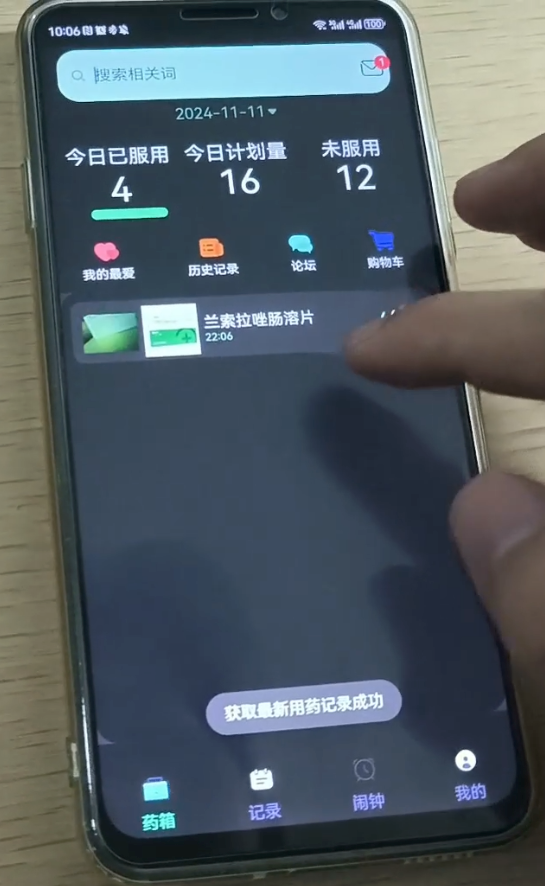 10:06
100
搜索相关词
1
2024-11-11
今日已服用 今日计划量 未服用
4 16 12
我的最爱 历史记录 论坛 购物车
兰索拉唑肠溶片
22:06
获取最新用药记录成功
药箱 记录 闹钟 我的